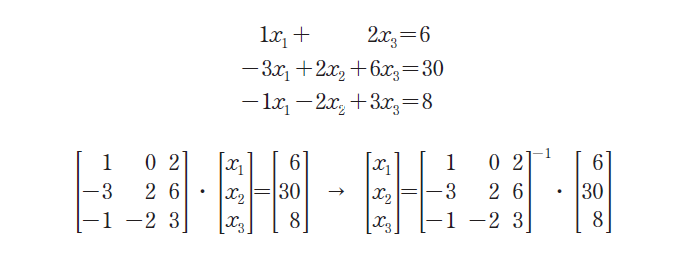 1x₁+ 2x₃=6
−3x₁+2x₂+6x₃=30
−1x₁−2x₂+3x₃=8
[1 0 2] [x₁] [6] [x₁] [1 0 2]⁻¹ [6]
[−3 2 6] · [x₂]=[30] → [x₂]=[−3 2 6] · [30]
[−1 −2 3] [x₃] [8] [x₃] [−1 −2 3] [8]